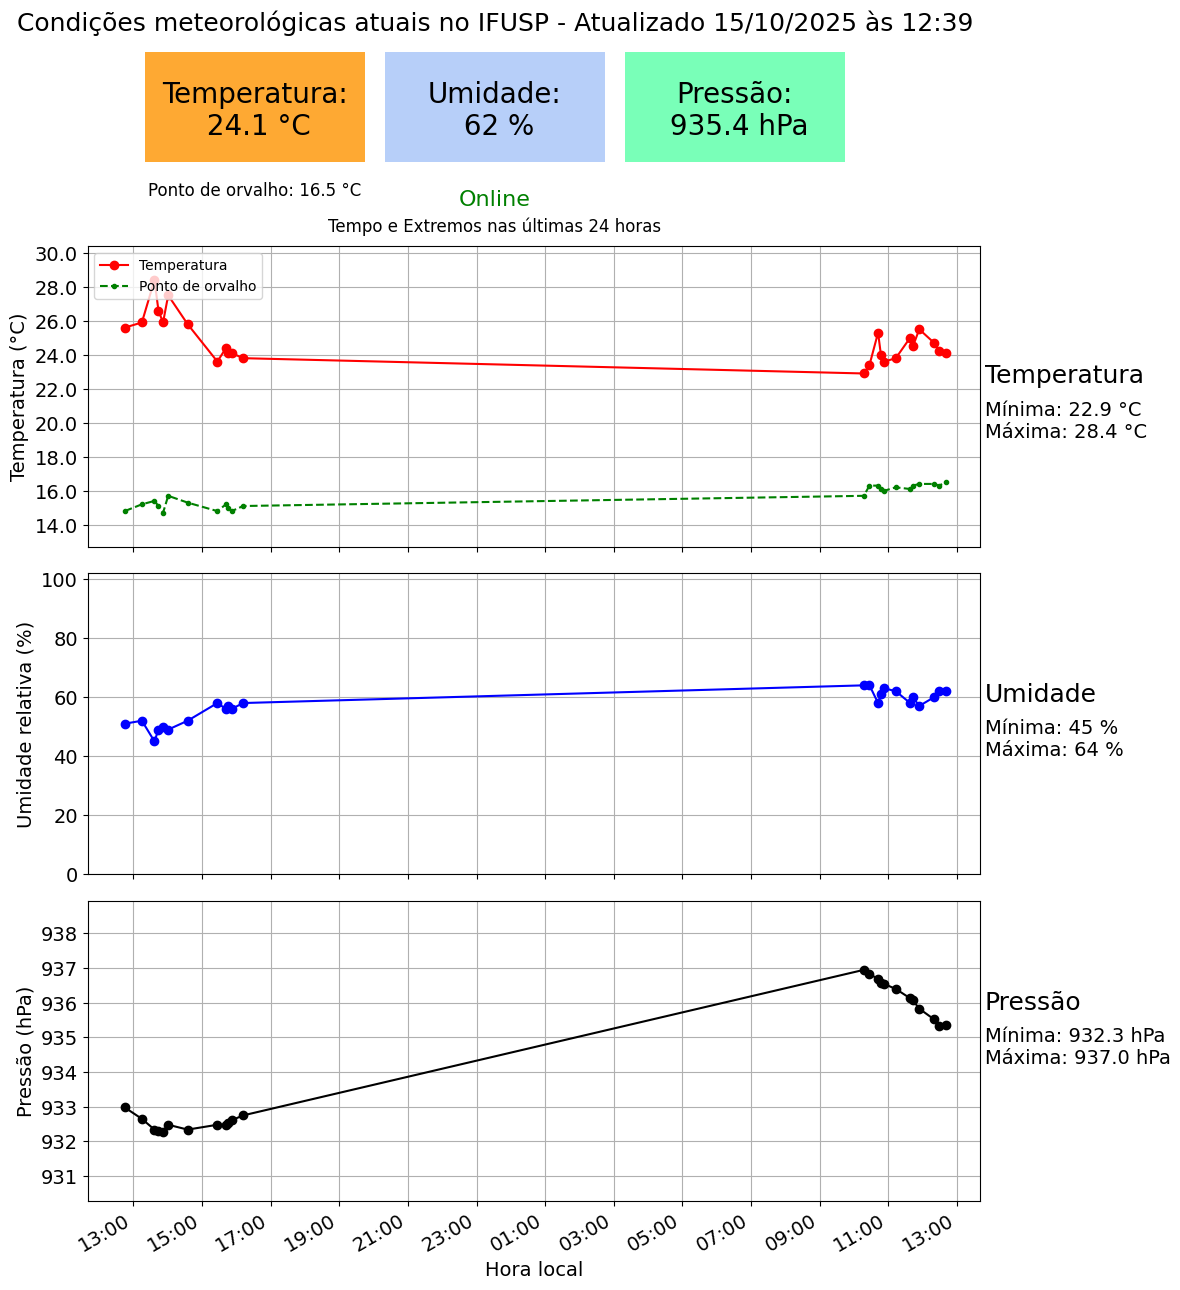 Condições meteorológicas atuais no IFUSP - Atualizado 15/10/2025 às 12:39
Temperatura:
24.1 °C
Umidade:
62 %
Pressão:
935.4 hPa
Ponto de orvalho: 16.5 °C
Online
Tempo e Extremos nas últimas 24 horas
Temperatura (°C)
30.0
28.0
26.0
24.0
22.0
20.0
18.0
16.0
14.0
Temperatura
Ponto de orvalho
Temperatura
Mínima: 22.9 °C
Máxima: 28.4 °C
Umidade relativa (%)
100
80
60
40
20
0
Umidade
Mínima: 45 %
Máxima: 64 %
Pressão (hPa)
938
937
936
935
934
933
932
931
Pressão
Mínima: 932.3 hPa
Máxima: 937.0 hPa
13:00
15:00
17:00
19:00
21:00
23:00
01:00
03:00
05:00
07:00
09:00
11:00
13:00
Hora local